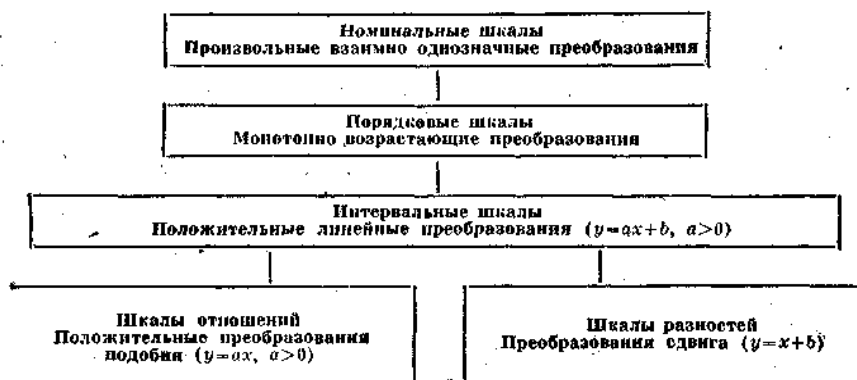 Номинальные шкалы
Произвольные взаимно однозначные преобразования
Порядковые шкалы
Монотонно возрастающие преобразования
Интервальные шкалы
Положительные линейные преобразования (y=ax+b, a>0)
Шкалы отношений
Положительные преобразования
подобия (y=ax, a>0)
Шкалы разностей
Преобразования сдвига (y=x+b)